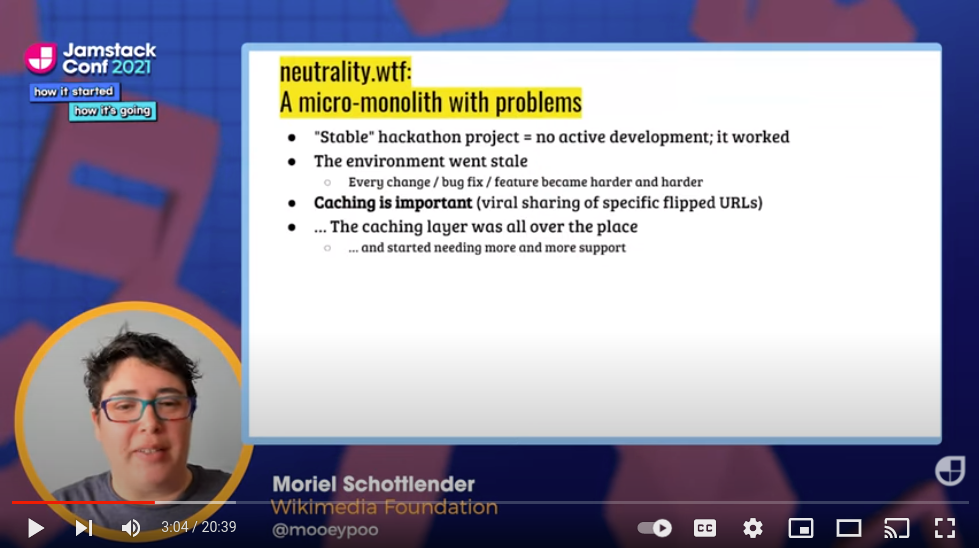 Jamstack
Conf 2021
how it started
how it's going
neutrality.wtf:
A micro-monolith with problems
● "Stable" hackathon project = no active development; it worked
● The environment went stale
○ Every change / bug fix / feature became harder and harder
● Caching is important (viral sharing of specific flipped URLs)
● ... The caching layer was all over the place
○ ... and started needing more and more support
Moriel Schottlender
Wikimedia Foundation
@mooeypoo
3:04 / 20:39
CC